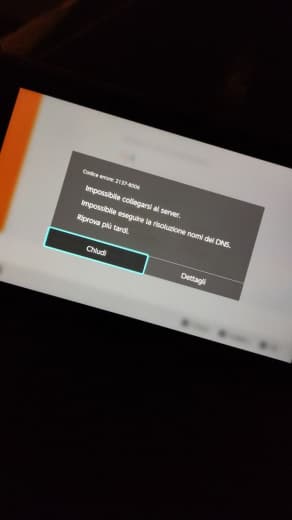 Codice errore: 2137-8006
Impossibile collegarsi al server.
Impossibile eseguire la risoluzione nomi dei DNS.
Riprova più tardi.
Chiudi
Dettagli